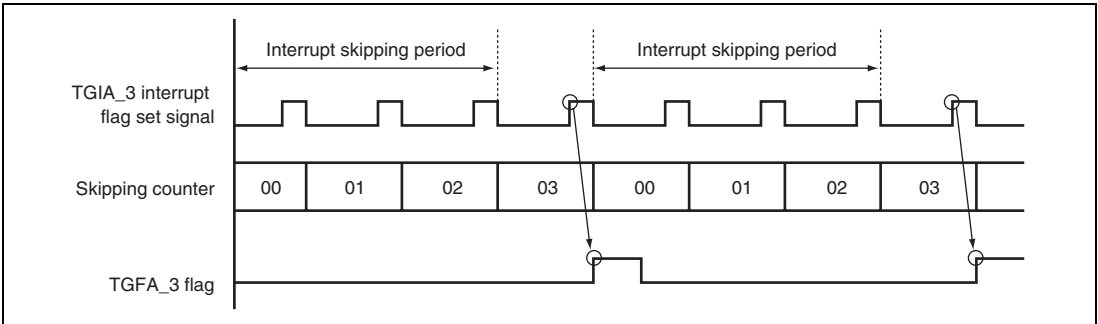 Interrupt skipping period Interrupt skipping period
TGIA_3 interrupt
flag set signal
Skipping counter 00 01 02 03 00 01 02 03
TGFA_3 flag